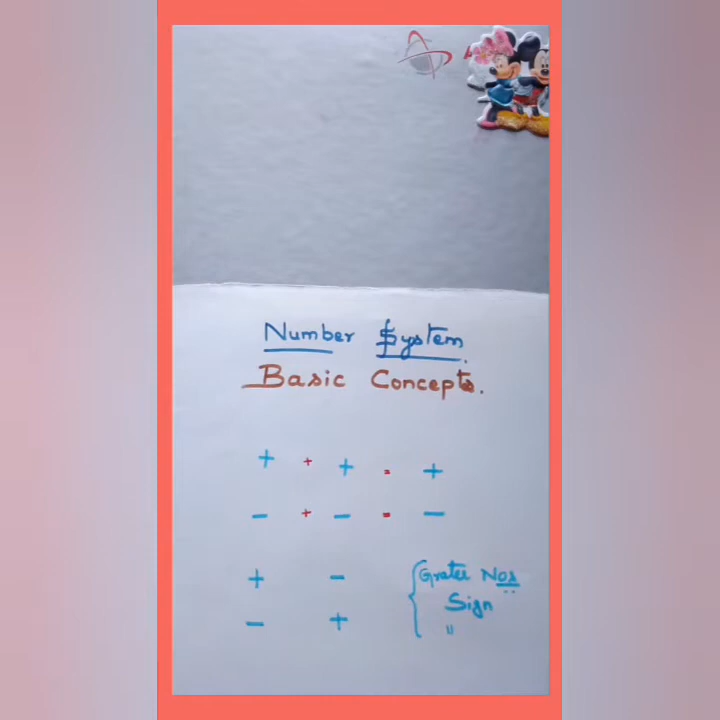 Number System
Basic Concepts.
+ + + = +
- + - = -
+ - { Grater Nos
Sign
- + "